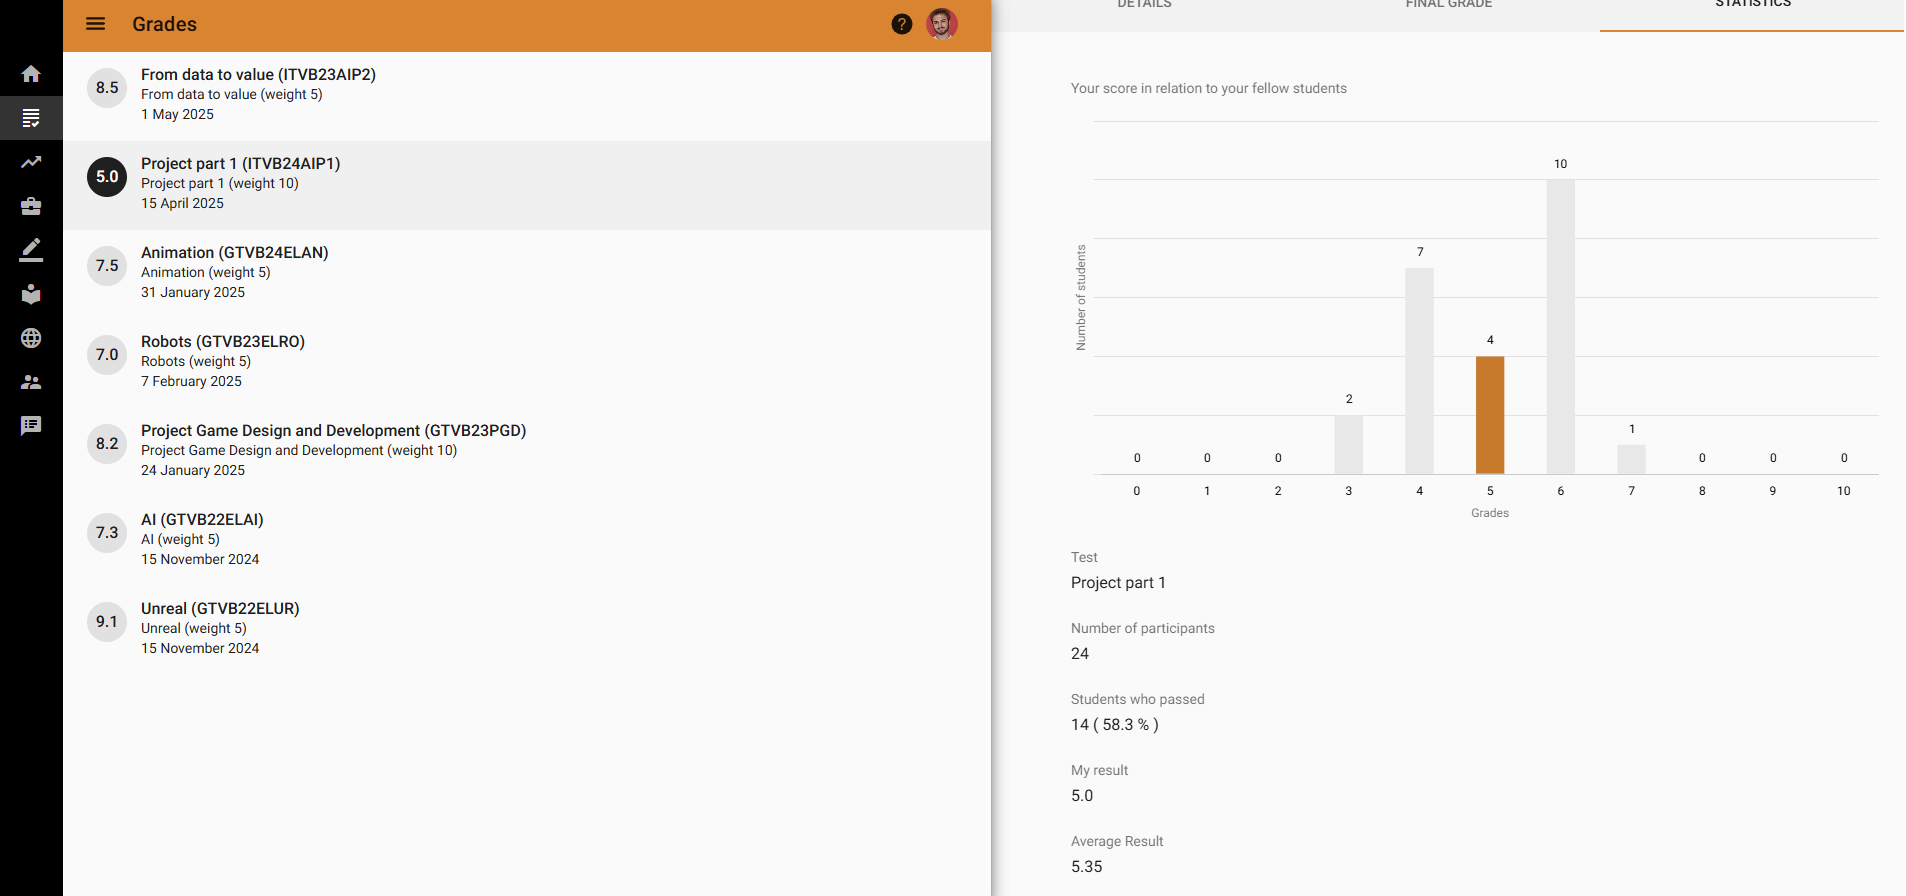 Grades
?
8.5
From data to value (ITVB23AIP2)
From data to value (weight 5)
1 May 2025
5.0
Project part 1 (ITVB24AIP1)
Project part 1 (weight 10)
15 April 2025
7.5
Animation (GTVB24ELAN)
Animation (weight 5)
31 January 2025
7.0
Robots (GTVB23ELRO)
Robots (weight 5)
7 February 2025
8.2
Project Game Design and Development (GTVB23PGD)
Project Game Design and Development (weight 10)
24 January 2025
7.3
AI (GTVB22ELAI)
AI (weight 5)
15 November 2024
9.1
Unreal (GTVB22ELUR)
Unreal (weight 5)
15 November 2024
DETAILS FINAL GRADE STATISTICS
Your score in relation to your fellow students
Number of students
10
7
4
2
1
0 0 0 0 0 0
0 1 2 3 4 5 6 7 8 9 10
Grades
Test
Project part 1
Number of participants
24
Students who passed
14 ( 58.3 % )
My result
5.0
Average Result
5.35